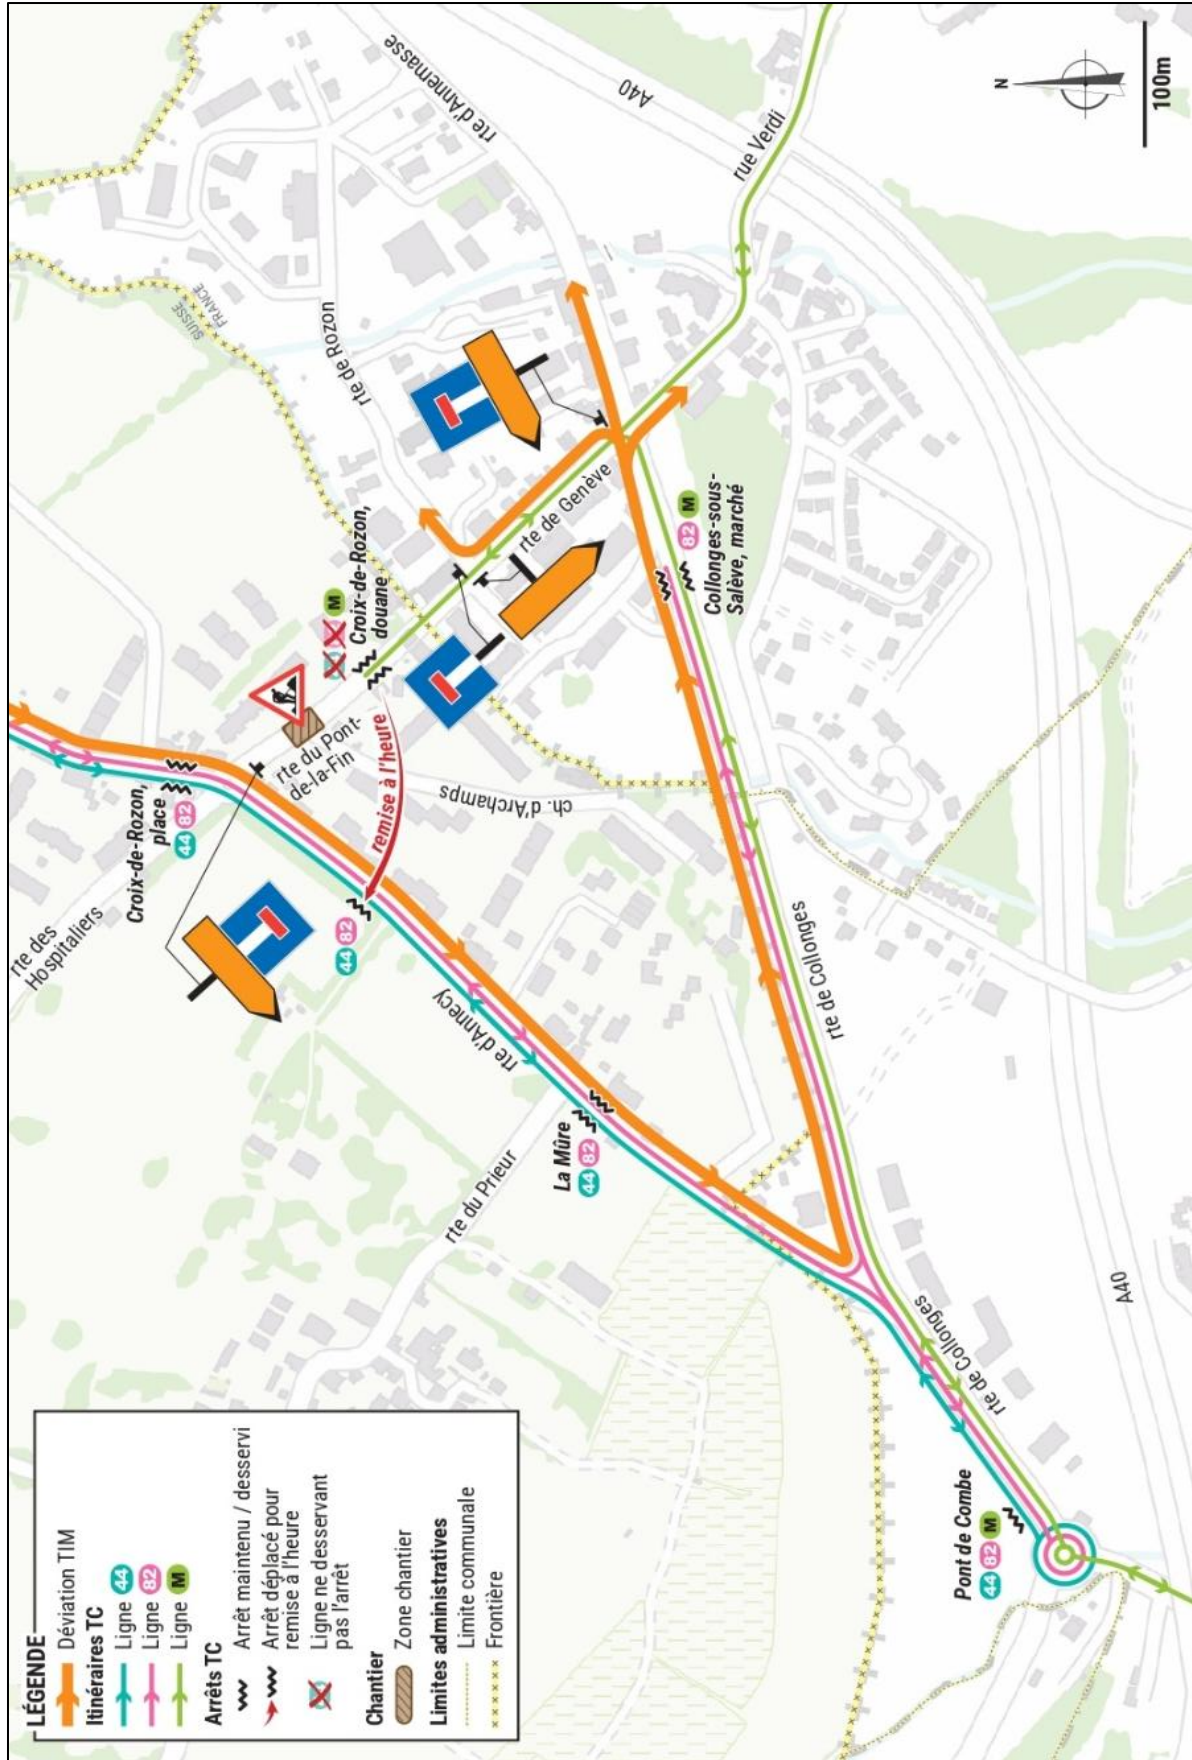 LÉGENDE
Déviation TIM
Itinéraires TC
Ligne 44
Ligne 82
Ligne M
Arrêts TC
Arrêt maintenu / desservi
Arrêt déplacé pour
remise à l'heure
Ligne ne desservant
pas l'arrêt
Chantier
Zone chantier
Limites administratives
Limite communale
Frontière
rte des
Hospitaliers
Croix-de-Rozon,
place
44 82
rte du Pont-
de-la-Fin
M
Croix-de-Rozon,
douane
remise à l'heure
44 82
ch. d'Archamps
rte d'Annecy
rte du Prieur
La Mûre
44 82
SUISSE
FRANCE
rte de Rozon
rte d'Annemasse
rte de Genève
A40
rue Verdi
82 M
Collonges-sous-
Salève, marché
rte de Collonges
rte de Collonges
Pont de Combe
44 82 M
A40
N
100m